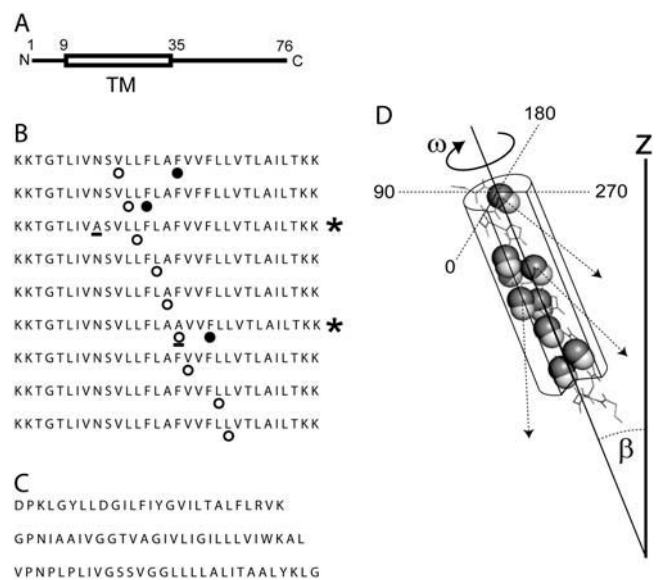 A
1 9 35 76
N C
TM
B
KKTGTLIVNSVLLFLAFVVFLLVTLAILTKK
KKTGTLIVNSVLLFLAFVFFLLVTLAILTKK
KKTGTLIVASVLLFLAFVVFLLVTLAILTKK *
KKTGTLIVNSVLLFLAFVVFLLVTLAILTKK
KKTGTLIVNSVLLFLAFVVFLLVTLAILTKK
KKTGTLIVNSVLLFLAAVVFLLVTLAILTKK *
KKTGTLIVNSVLLFLAFVVFLLVTLAILTKK
KKTGTLIVNSVLLFLAFVVFLLVTLAILTKK
KKTGTLIVNSVLLFLAFVVFLLVTLAILTKK
C
DPKLGYLLDGILFIYGVILTALFLRVK
GPNIAAIVGGTVAGIVLIGILLLVIWKAL
VPNPLPLIVGSSVGGLLLLALITAALYKLG
D
180
ω
Z
90 270
0
β